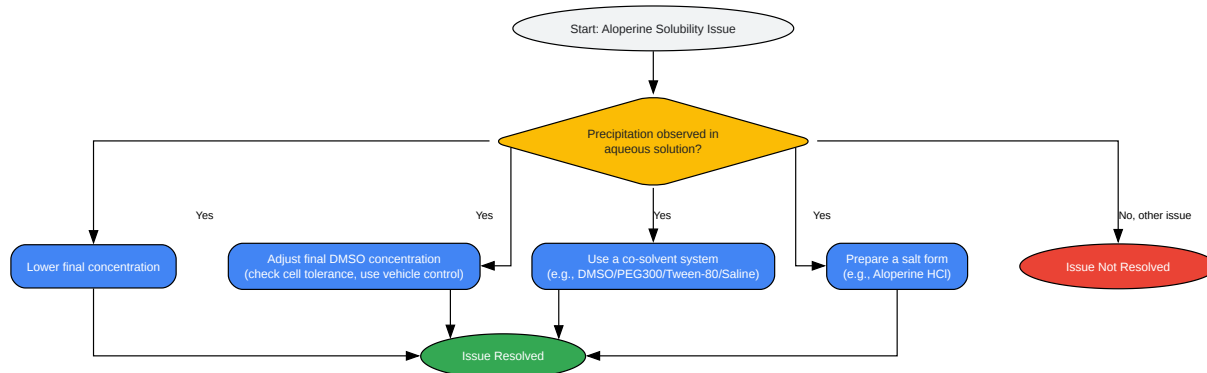 Start: Aloperine Solubility Issue
Precipitation observed in
aqueous solution?
Yes
Yes
Yes
Yes
No, other issue
Lower final concentration
Adjust final DMSO concentration
(check cell tolerance, use vehicle control)
Use a co-solvent system
(e.g., DMSO/PEG300/Tween-80/Saline)
Prepare a salt form
(e.g., Aloperine HCl)
Issue Not Resolved
Issue Resolved